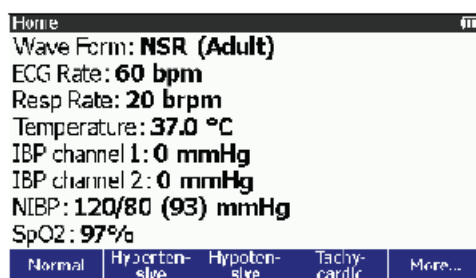 Home
Wave Form: NSR (Adult)
ECG Rate: 60 bpm
Resp Rate: 20 brpm
Temperature: 37.0 °C
IBP channel 1: 0 mmHg
IBP channel 2: 0 mmHg
NIBP: 120/80 (93) mmHg
SpO2: 97%
Normal Hyperten- Hypoten- Tachy- More...
sive sive cardic